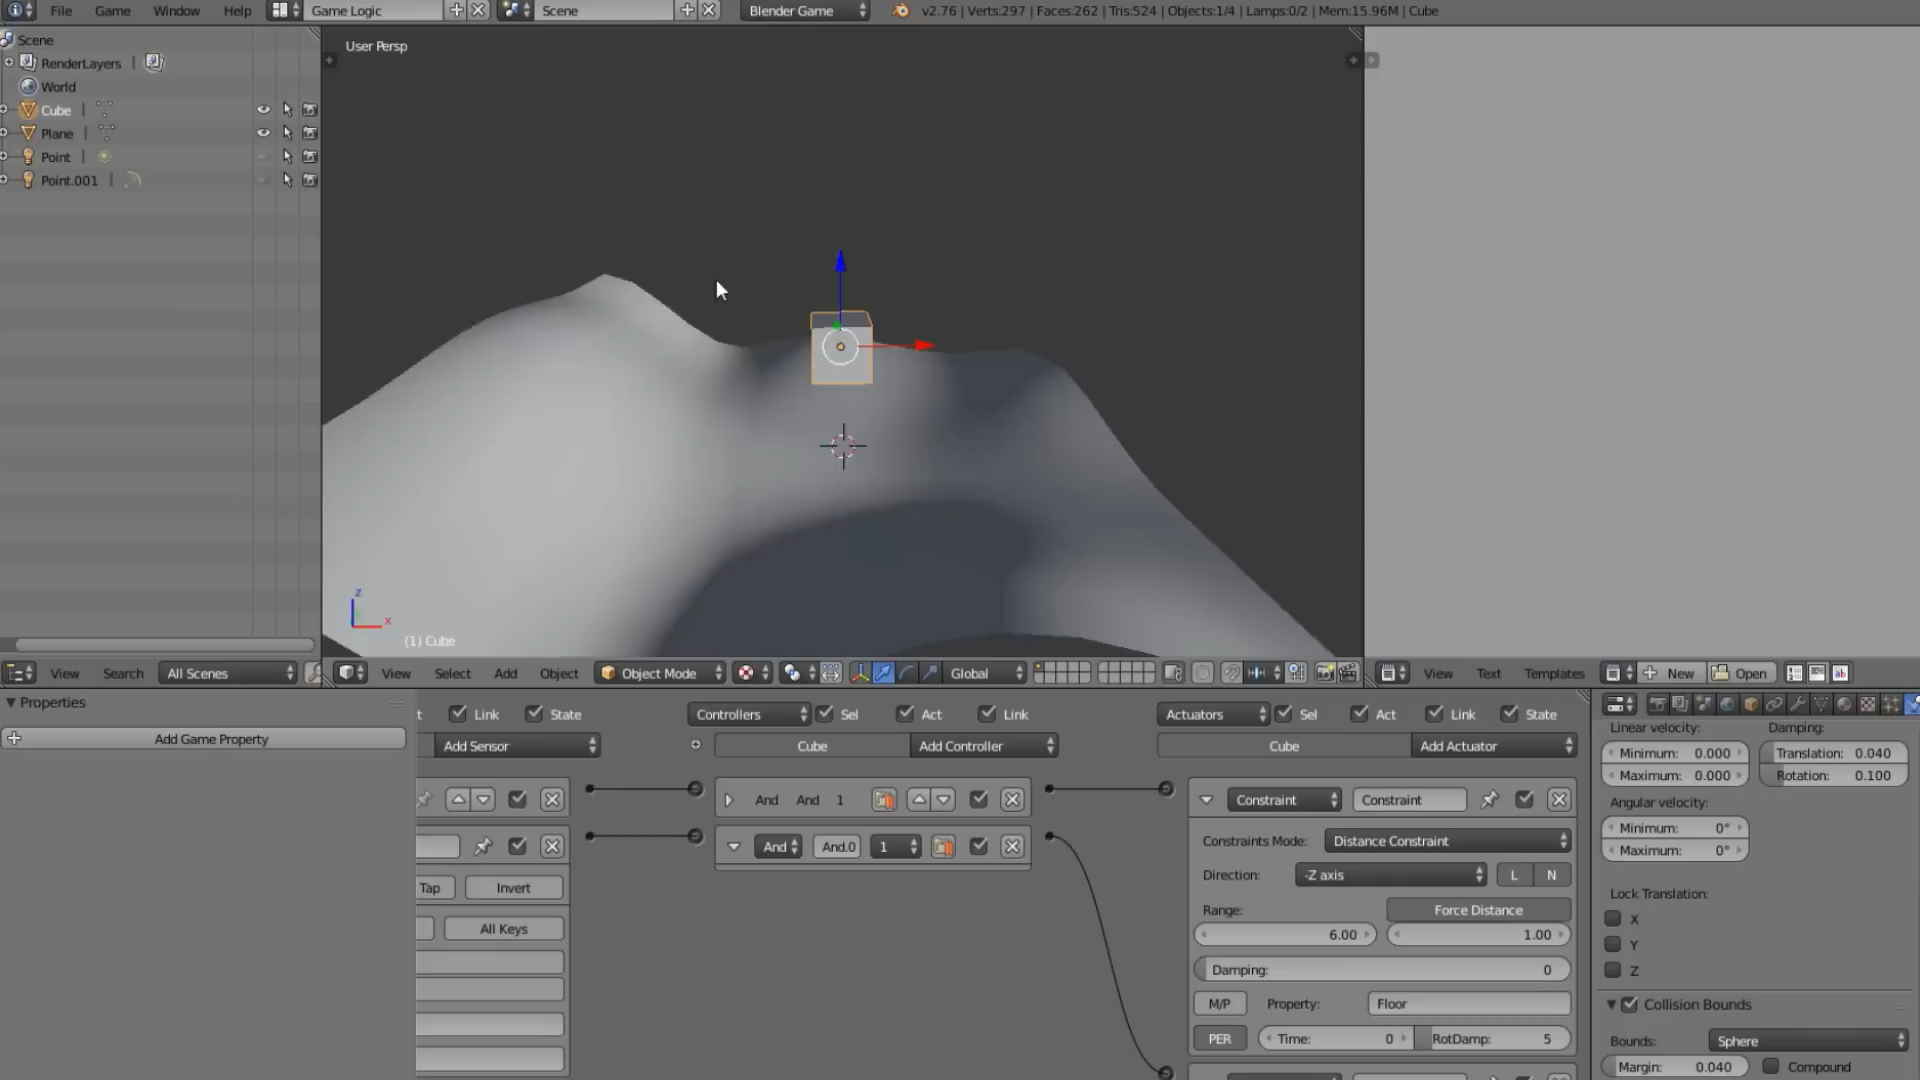 File Game Window Help Game Logic Scene Blender Game v2.76 | Verts:297 | Faces:262 | Tris:524 | Objects:1/4 | Lamps:0/2 | Mem:15.96M | Cube
Scene
RenderLayers |
World
Cube |
Plane |
Point |
Point.001 |
User Persp
z
x
(1) Cube
View Search All Scenes
View Select Add Object Object Mode Global
View Text Templates New Open
Properties
Add Game Property
t Link State
Add Sensor
Tap Invert
All Keys
Controllers Sel Act Link
Cube Add Controller
And And 1
And And.0 1
Actuators Sel Act Link State
Cube Add Actuator
Constraint Constraint
Constraints Mode: Distance Constraint
Direction: -Z axis L N
Range: Force Distance
6.00 1.00
Damping: 0
M/P Property: Floor
PER Time: 0 RotDamp: 5
Linear velocity: Damping:
Minimum: 0.000 Translation: 0.040
Maximum: 0.000 Rotation: 0.100
Angular velocity:
Minimum: 0°
Maximum: 0°
Lock Translation:
X
Y
Z
Collision Bounds
Bounds: Sphere
Margin: 0.040 Compound